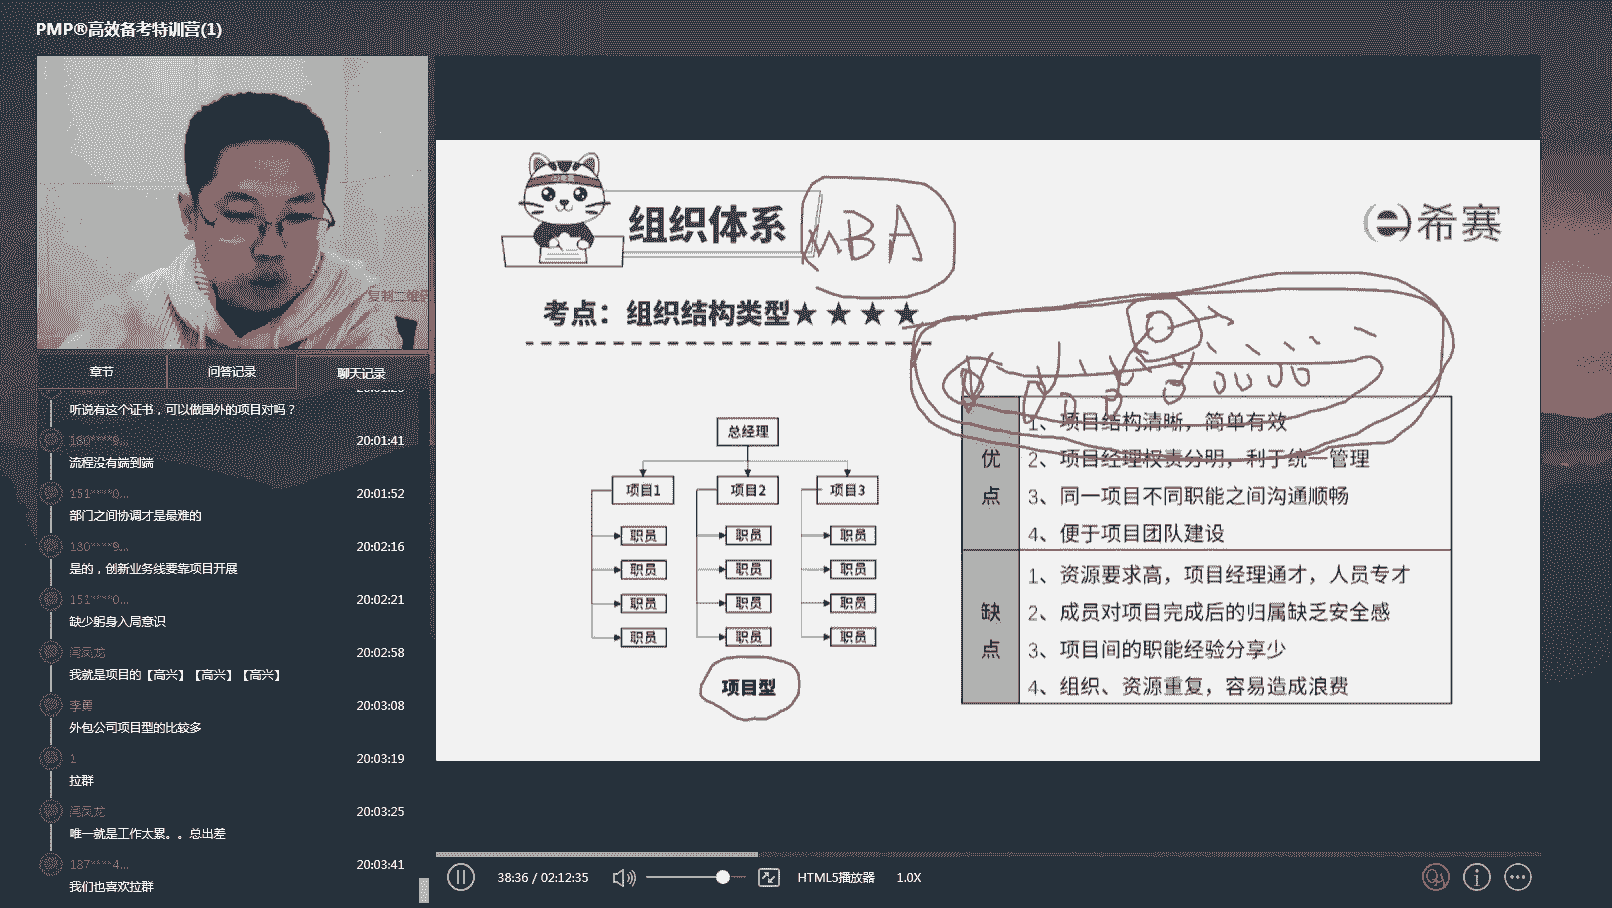 PMP®高效备考特训营(1)
章节
问答记录
聊天记录
听说有这个证书，可以做国外的项目对吗？
180****9...
20:01:41
流程没有端到端
151****0...
20:01:52
部门之间协调才是最难的
180****9...
20:02:16
是的，创新业务线要靠项目开展
151****0...
20:02:21
缺少躬身入局意识
闫凤龙
20:02:58
我就是项目的【高兴】【高兴】【高兴】
李勇
20:03:08
外包公司项目型的比较多
1
20:03:19
拉群
闫凤龙
20:03:25
唯一就是工作太累。。总出差
187****4...
20:03:41
我们也喜欢拉群
组织体系
MBA
希赛
考点：组织结构类型★ ★ ★ ★
总经理
项目1 项目2 项目3
职员 职员 职员
职员 职员 职员
职员 职员 职员
职员 职员 职员
项目型
优点
1、项目结构清晰，简单有效
2、项目经理权责分明，利于统一管理
3、同一项目不同职能之间沟通顺畅
4、便于项目团队建设
缺点
1、资源要求高，项目经理通才，人员专才
2、成员对项目完成后的归属缺乏安全感
3、项目间的职能经验分享少
4、组织、资源重复，容易造成浪费
38:36 / 02:12:35
HTML5播放器
1.0X